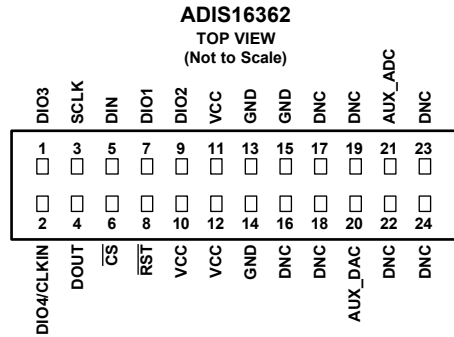 ADIS16362
TOP VIEW
(Not to Scale)
DIO3 SCLK DIN DIO1 DIO2 VCC GND GND DNC DNC AUX_ADC DNC
1 3 5 7 9 11 13 15 17 19 21 23
2 4 6 8 10 12 14 16 18 20 22 24
DIO4/CLKIN DOUT C̅S̅ R̅S̅T̅ VCC VCC GND DNC DNC AUX_DAC DNC DNC